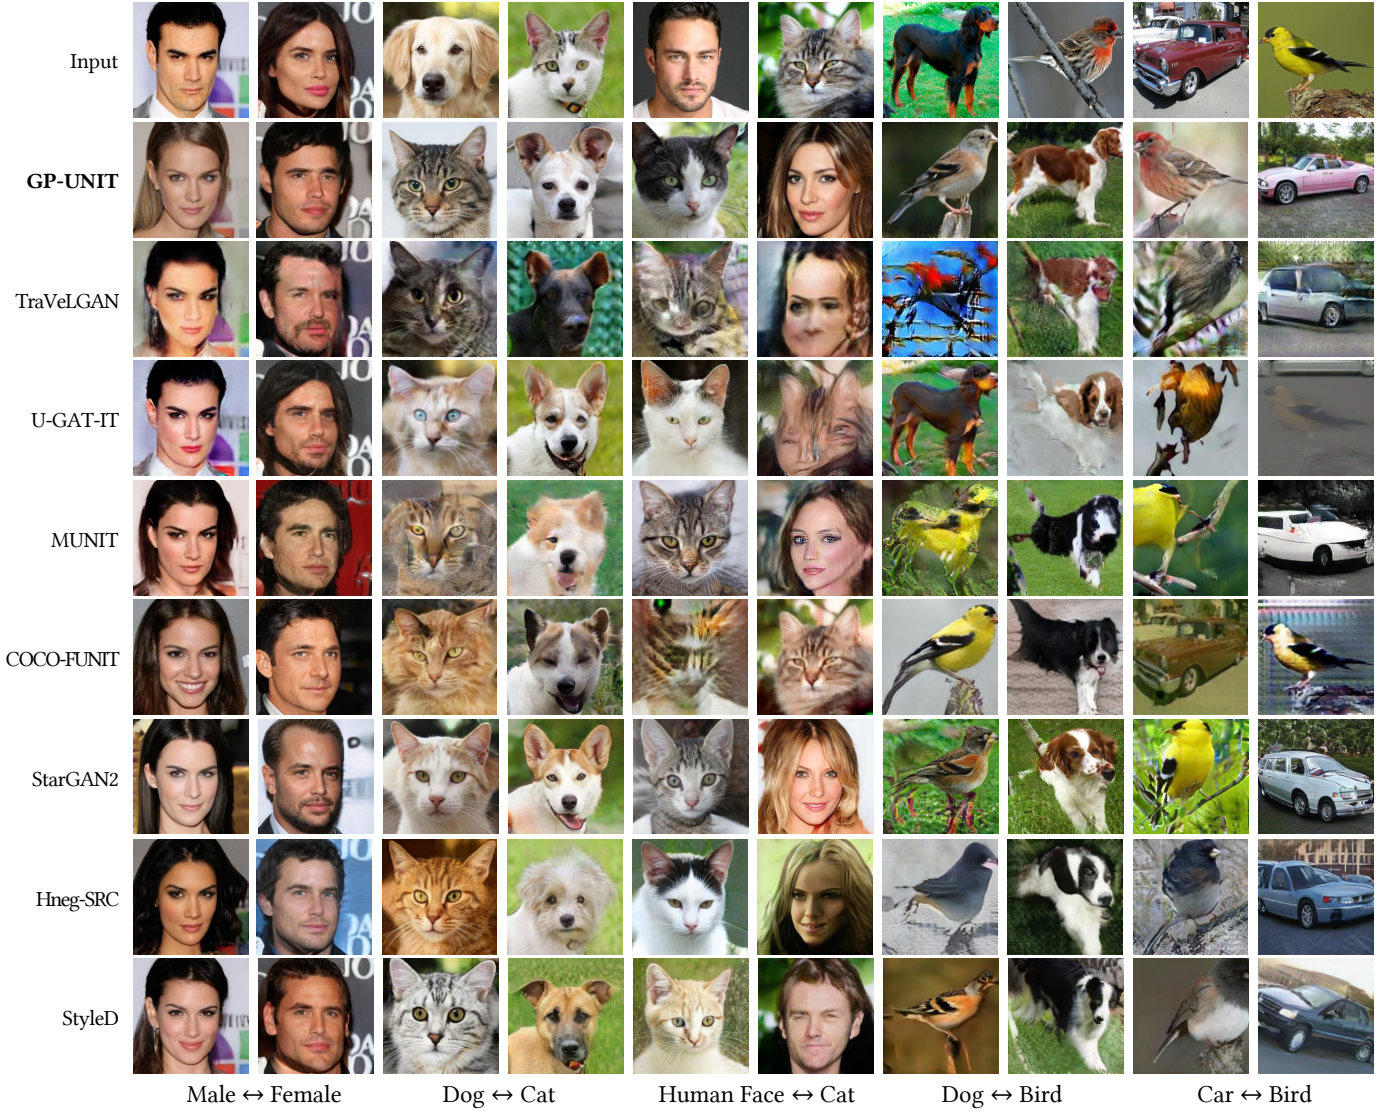 Input
GP-UNIT
TraVeLGAN
U-GAT-IT
MUNIT
COCO-FUNIT
StarGAN2
Hneg-SRC
StyleD
Male ↔ Female
Dog ↔ Cat
Human Face ↔ Cat
Dog ↔ Bird
Car ↔ Bird